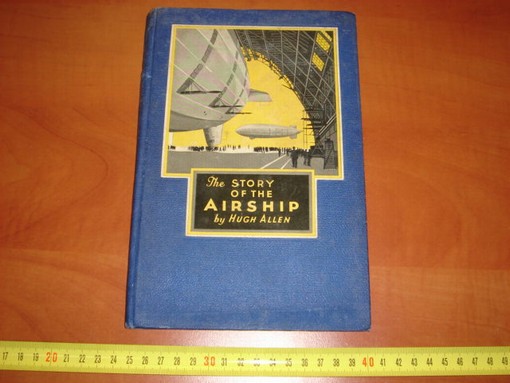 The STORY
OF THE
AIRSHIP
by HUGH ALLEN
17 18 19 20 21 22 23 24 25 26 27 28 29 30 31 32 33 34 35 36 37 38 39 40 41 42 43 44 45 46 47 48 49